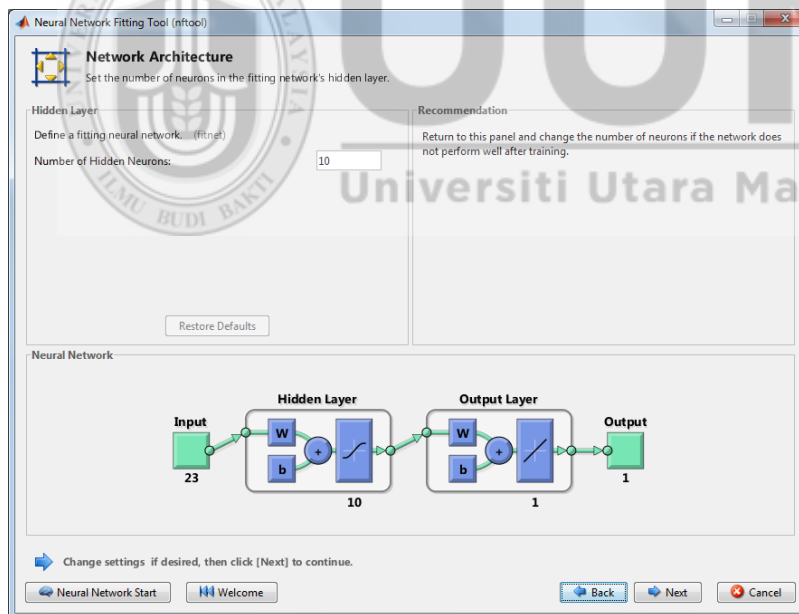 Neural Network Fitting Tool (nftool)
Network Architecture
Set the number of neurons in the fitting network's hidden layer.
Hidden Layer
Define a fitting neural network. (fitnet)
Number of Hidden Neurons: 10
Restore Defaults
Recommendation
Return to this panel and change the number of neurons if the network does
not perform well after training.
UU
Universiti Utara Ma
ILMU BUDI BAKTI
Neural Network
Hidden Layer
Output Layer
Input
Output
W
b
+
W
b
+
23
10
1
1
Change settings if desired, then click [Next] to continue.
Neural Network Start
Welcome
Back
Next
Cancel